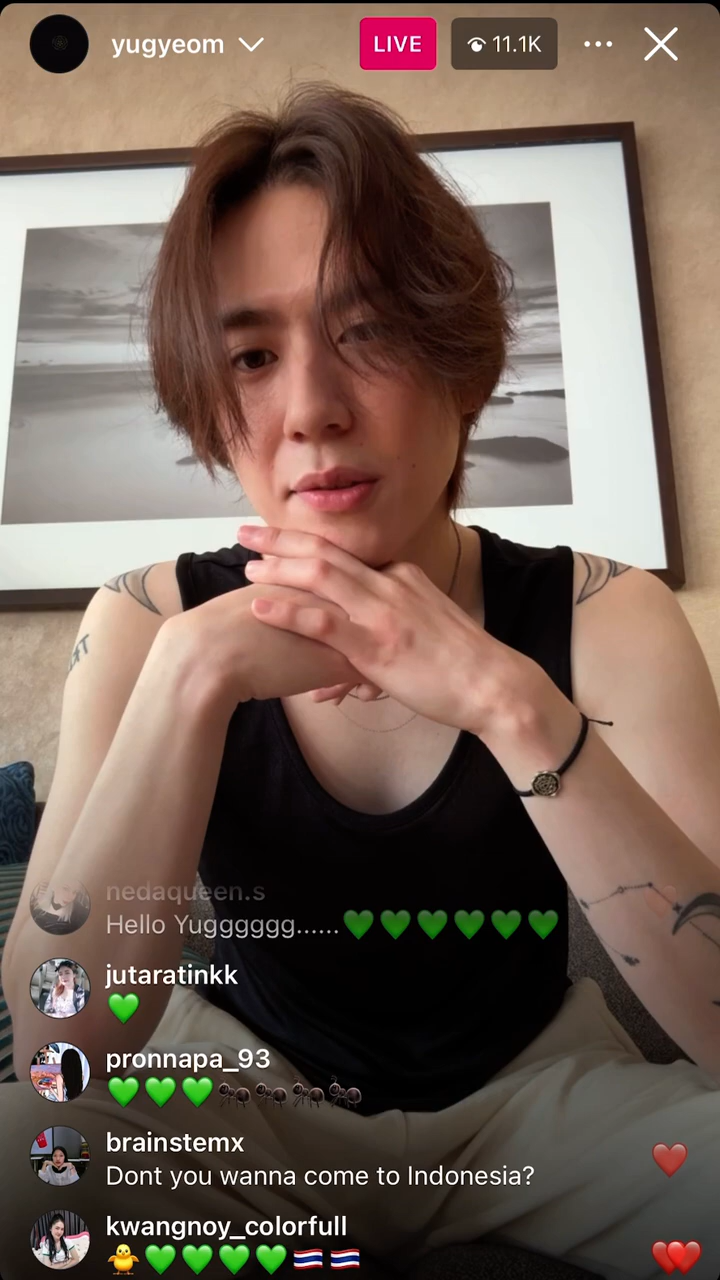 yugyeom
LIVE
11.1K
nedaqueen.s
Hello Yugggggg......💚💚💚💚💚💚
jutaratinkk
💚
pronnapa_93
💚💚💚🐜🐜🐜🐜
brainstemx
Dont you wanna come to Indonesia?
kwangnoy_colorfull
🐥💚💚💚💚🇹🇭🇹🇭